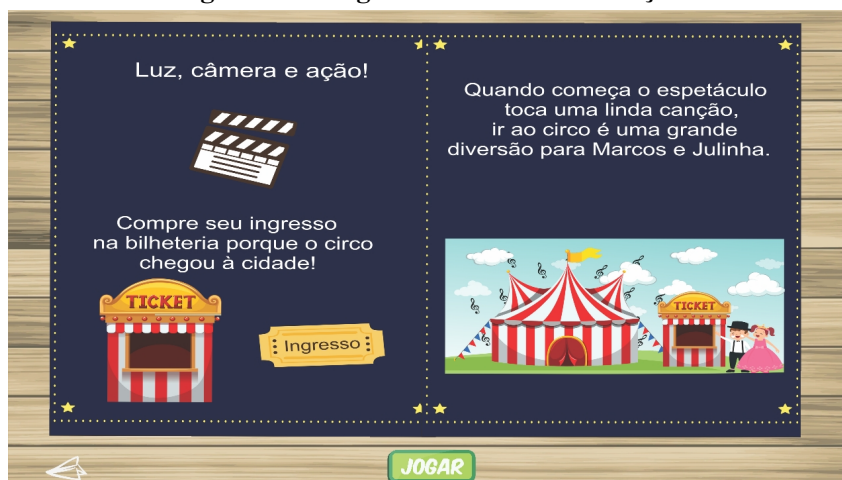 Luz, câmera e ação!
Compre seu ingresso
na bilheteria porque o circo
chegou à cidade!
TICKET
Ingresso
Quando começa o espetáculo
toca uma linda canção,
ir ao circo é uma grande
diversão para Marcos e Julinha.
TICKET
JOGAR